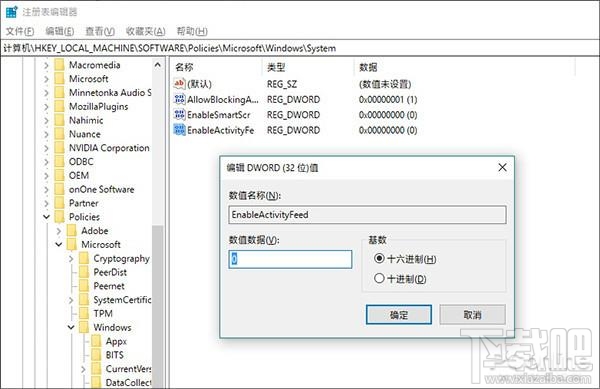 注册表编辑器
文件(F) 编辑(E) 查看(V) 收藏夹(A) 帮助(H)
计算机\HKEY_LOCAL_MACHINE\SOFTWARE\Policies\Microsoft\Windows\System
Macromedia
Microsoft
Minnetonka Audio S
MozillaPlugins
Nahimic
Nuance
NVIDIA Corporation
ODBC
OEM
onOne Software
Partner
Policies
Adobe
Microsoft
Cryptography
PeerDist
Peernet
SystemCertific
TPM
Windows
Appx
BITS
CurrentVers
DataCollect
名称 类型 数据
(默认) REG_SZ (数值未设置)
AllowBlockingA... REG_DWORD 0x00000001 (1)
EnableSmartScr REG_DWORD 0x00000000 (0)
EnableActivityFe REG_DWORD 0x00000000 (0)
编辑 DWORD (32 位)值
数值名称(N):
EnableActivityFeed
数值数据(V):
0
基数
十六进制(H)
十进制(D)
确定 取消
下载吧
www.xiazaiba.com